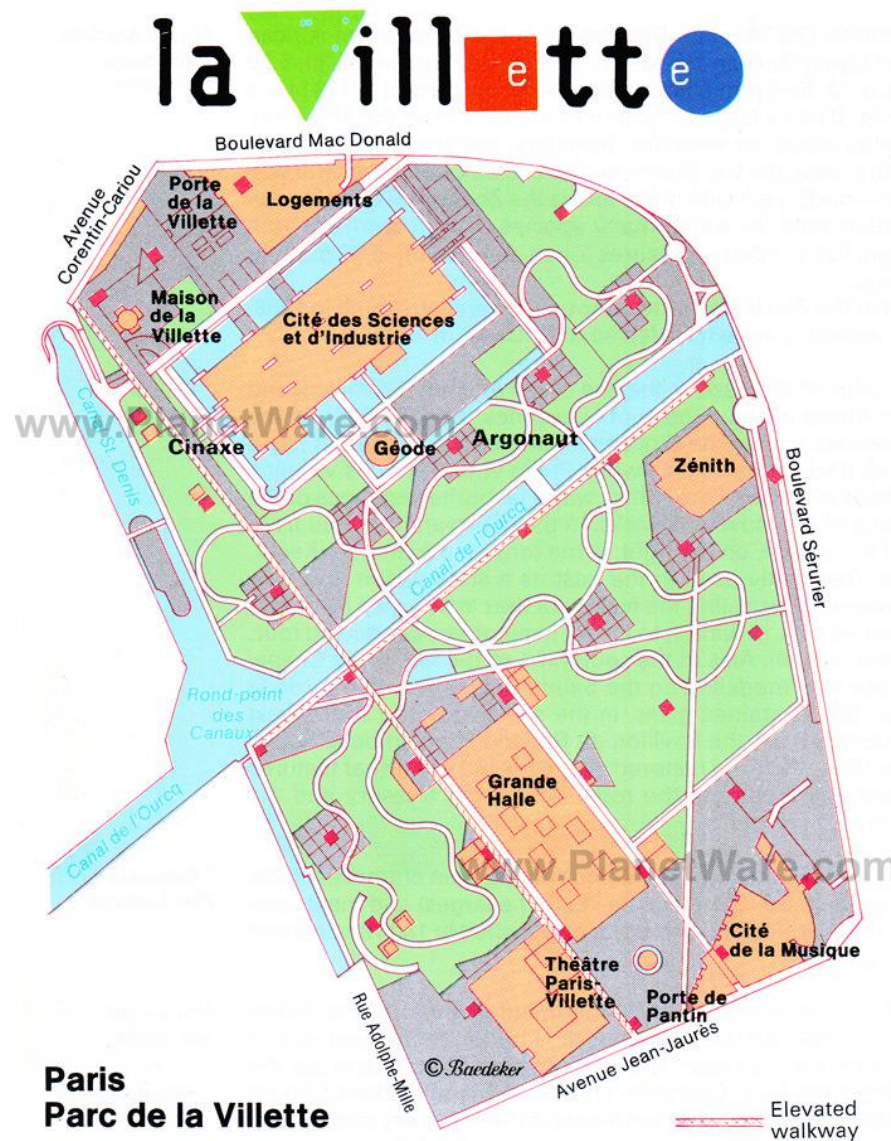 la Villette
Boulevard Mac Donald
Avenue
Corentin-Cariou
Porte
de la
Villette
Logements
Maison
de la
Villette
Cité des Sciences
et d'Industrie
Canal St. Denis
www.PlanetWare.com
Cinaxe
Géode
Argonaut
Zénith
Boulevard Sérurier
Canal de l'Ourcq
Rond-point
des
Canaux
Canal de l'Ourcq
Grande
Halle
www.PlanetWare.com
Cité
de la Musique
Théâtre
Paris-
Villette
Porte de
Pantin
Rue Adolphe-Mille
Avenue Jean-Jaurès
© Baedeker
Paris
Parc de la Villette
Elevated
walkway